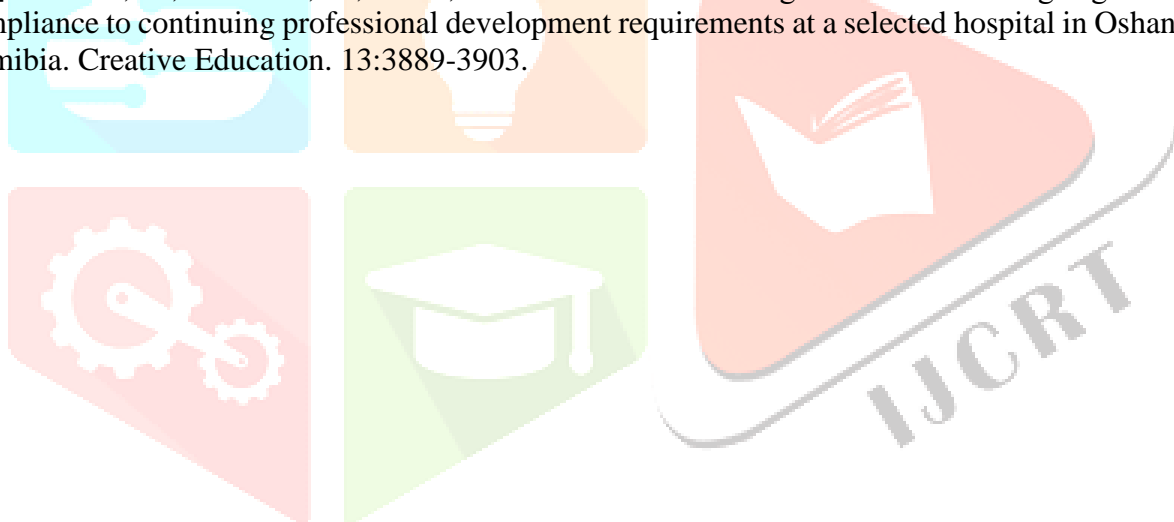 mpliance to continuing professional development requirements at a selected hospital in Oshan
mibia. Creative Education. 13:3889-3903.
IJCRT